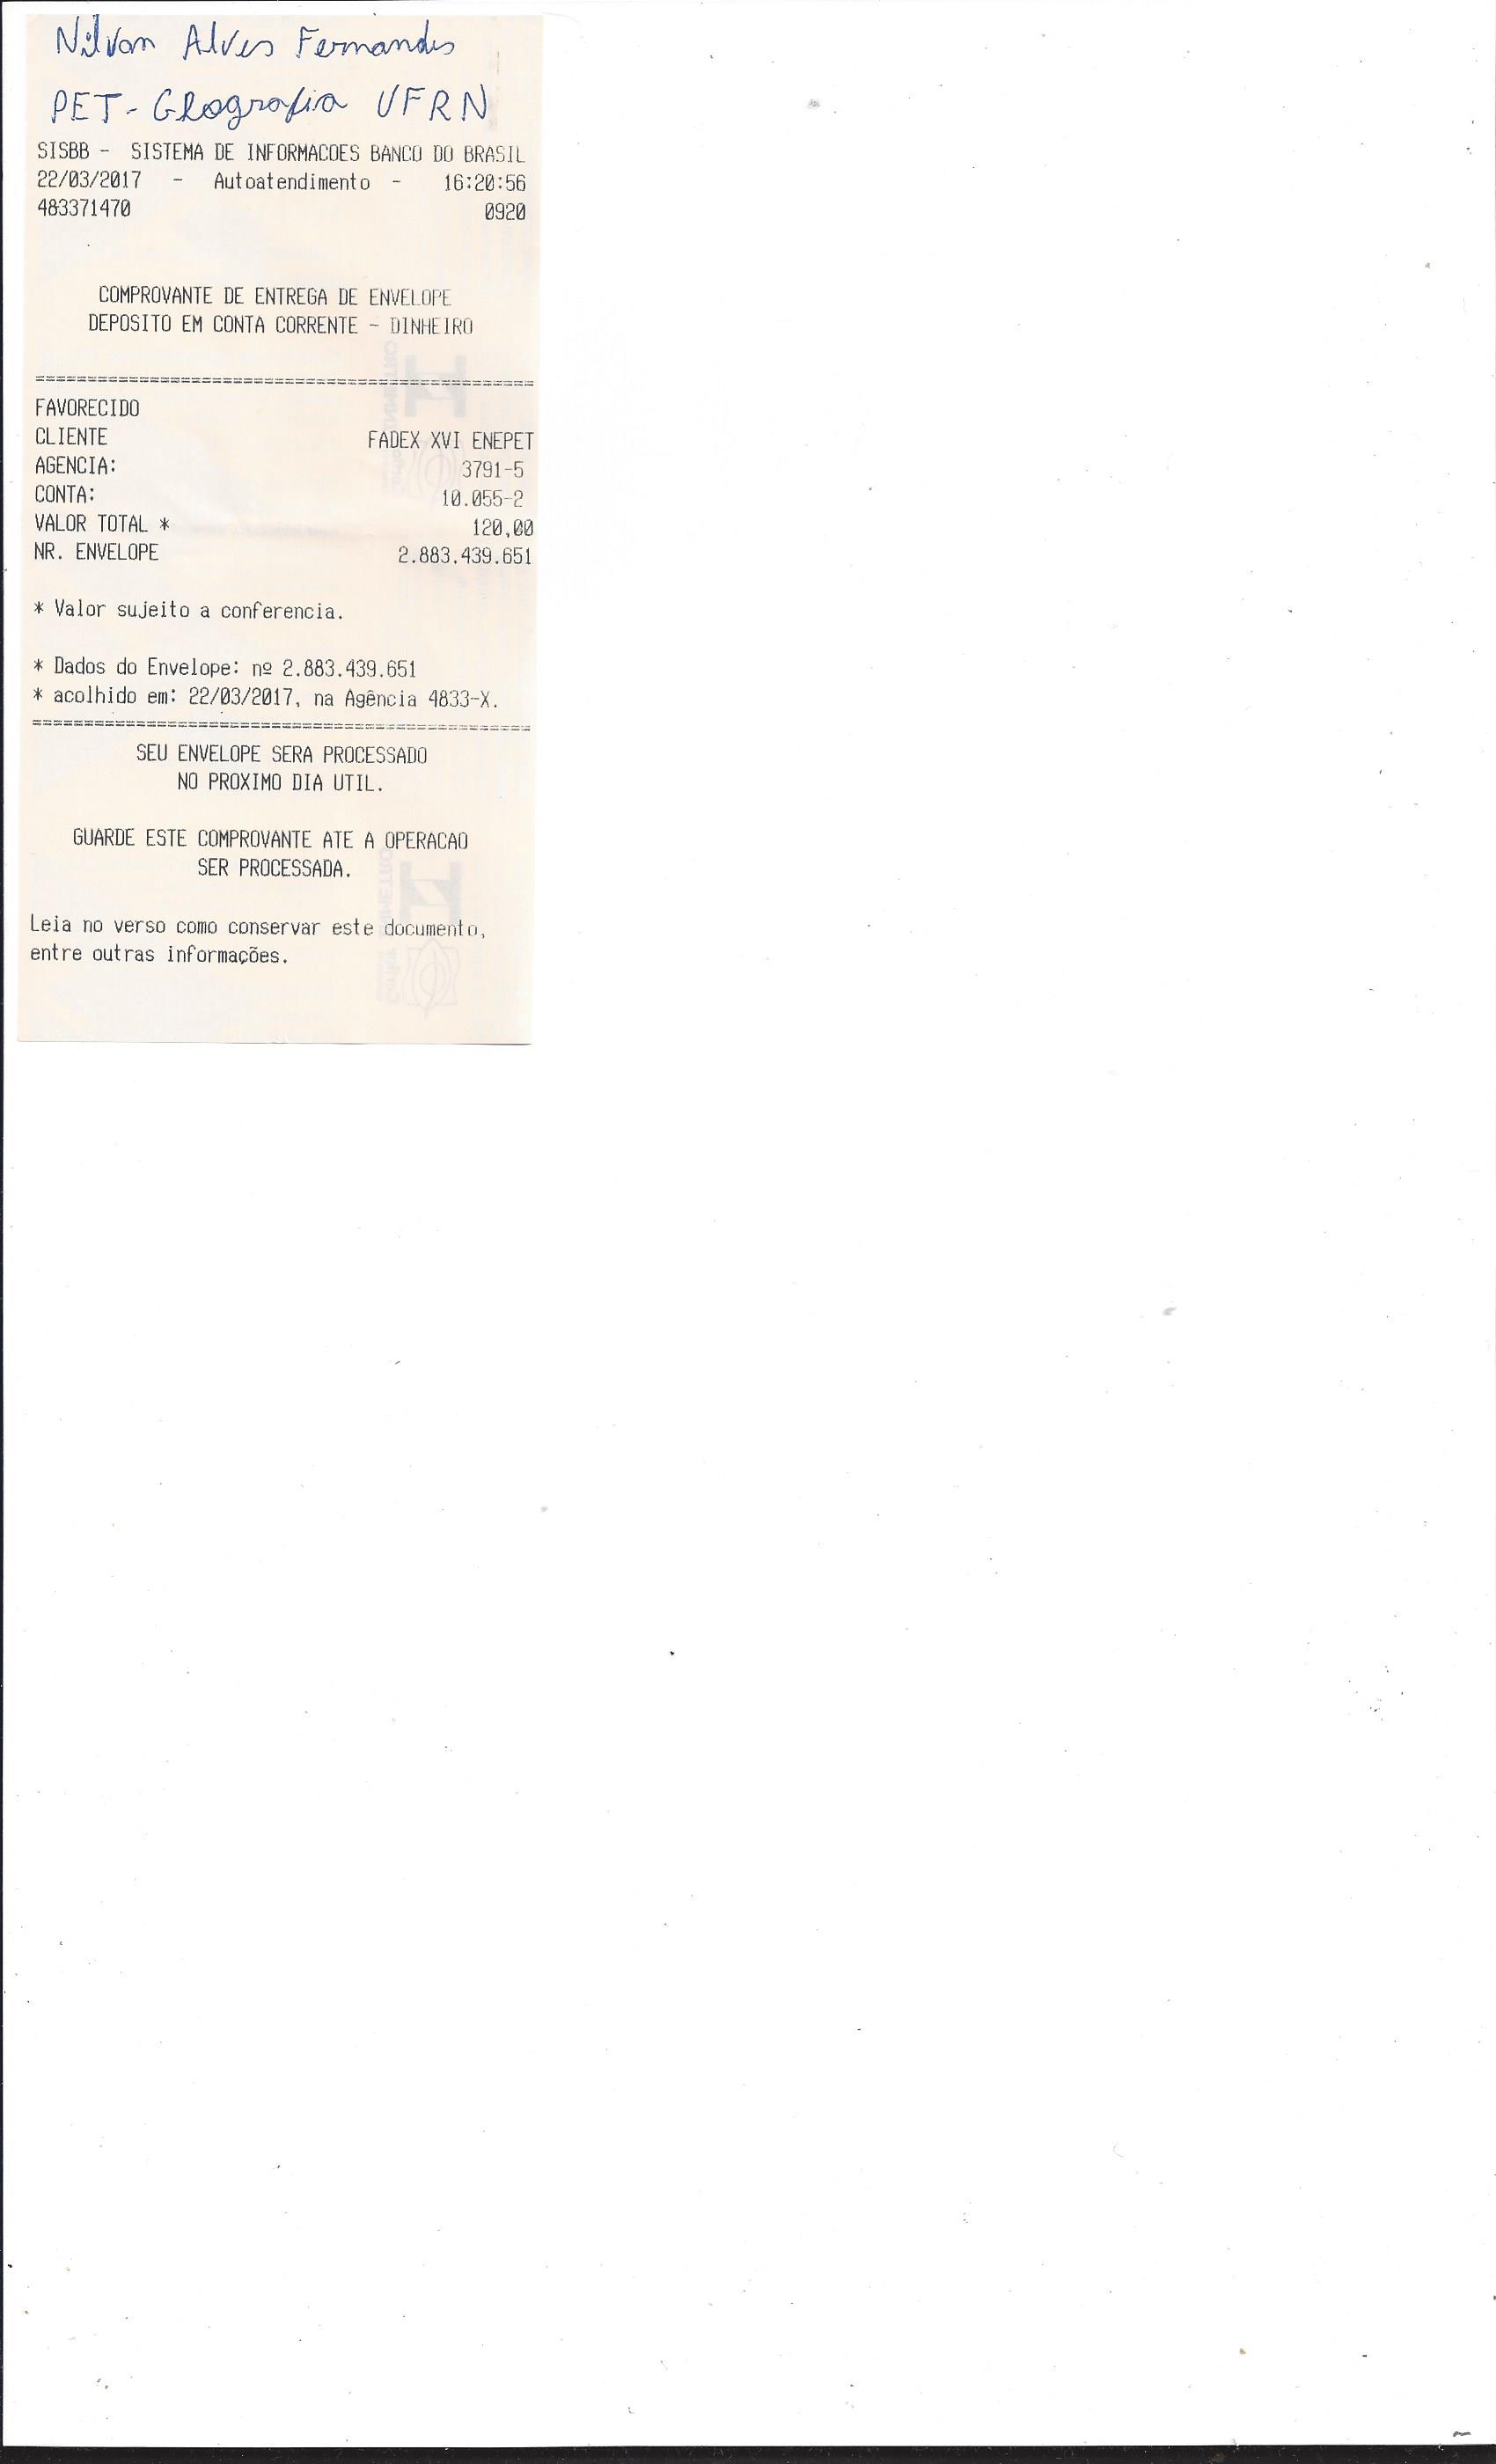 Nilvan Alves Fernandes
PET- Geografia UFRN
SISBB - SISTEMA DE INFORMACOES BANCO DO BRASIL
22/03/2017 - Autoatendimento - 16:20:56
483371470 0920
COMPROVANTE DE ENTREGA DE ENVELOPE
DEPOSITO EM CONTA CORRENTE - DINHEIRO
================================================
FAVORECIDO
CLIENTE FADEX XVI ENEPET
AGENCIA: 3791-5
CONTA: 10.055-2
VALOR TOTAL * 120,00
NR. ENVELOPE 2.883.439.651
* Valor sujeito a conferencia.
* Dados do Envelope: nº 2.883.439.651
* acolhido em: 22/03/2017, na Agência 4833-X.
================================================
SEU ENVELOPE SERA PROCESSADO
NO PROXIMO DIA UTIL.
GUARDE ESTE COMPROVANTE ATE A OPERACAO
SER PROCESSADA.
Leia no verso como conservar este documento,
entre outras informações.